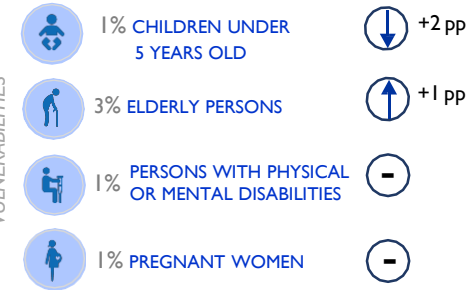 VULNERABILITIES
1% CHILDREN UNDER
5 YEARS OLD
+2 pp
3% ELDERLY PERSONS
+1 pp
1% PERSONS WITH PHYSICAL
OR MENTAL DISABILITIES
-
1% PREGNANT WOMEN
-